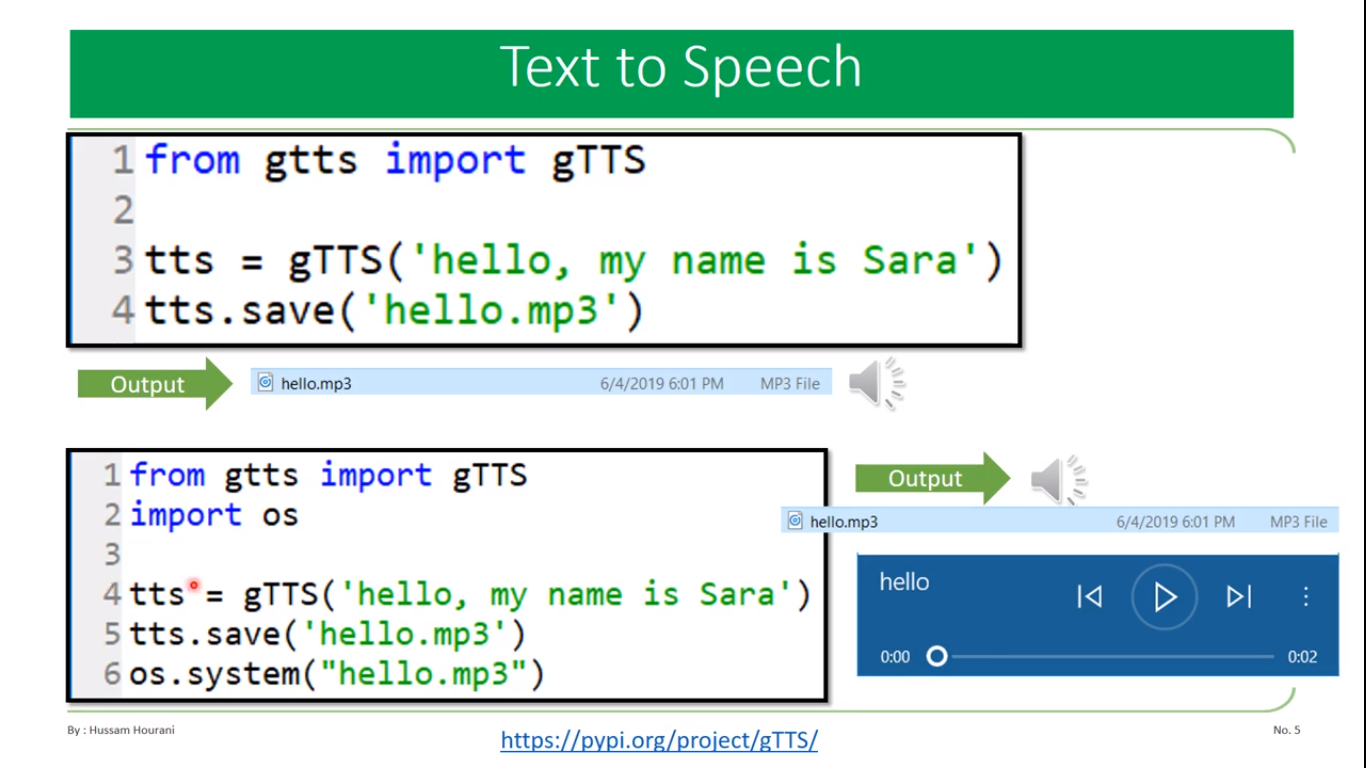 Text to Speech
1 from gtts import gTTS
2
3 tts = gTTS('hello, my name is Sara')
4 tts.save('hello.mp3')
Output
hello.mp3 6/4/2019 6:01 PM MP3 File
1 from gtts import gTTS
2 import os
3
4 tts = gTTS('hello, my name is Sara')
5 tts.save('hello.mp3')
6 os.system("hello.mp3")
Output
hello.mp3 6/4/2019 6:01 PM MP3 File
hello
0:00 0:02
By : Hussam Hourani
https://pypi.org/project/gTTS/
No. 5